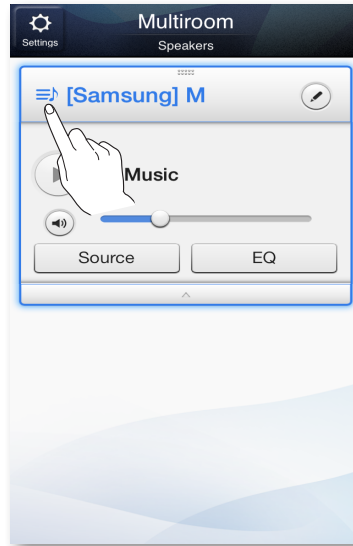 Multiroom
Settings
Speakers
[Samsung] M
Music
Source
EQ